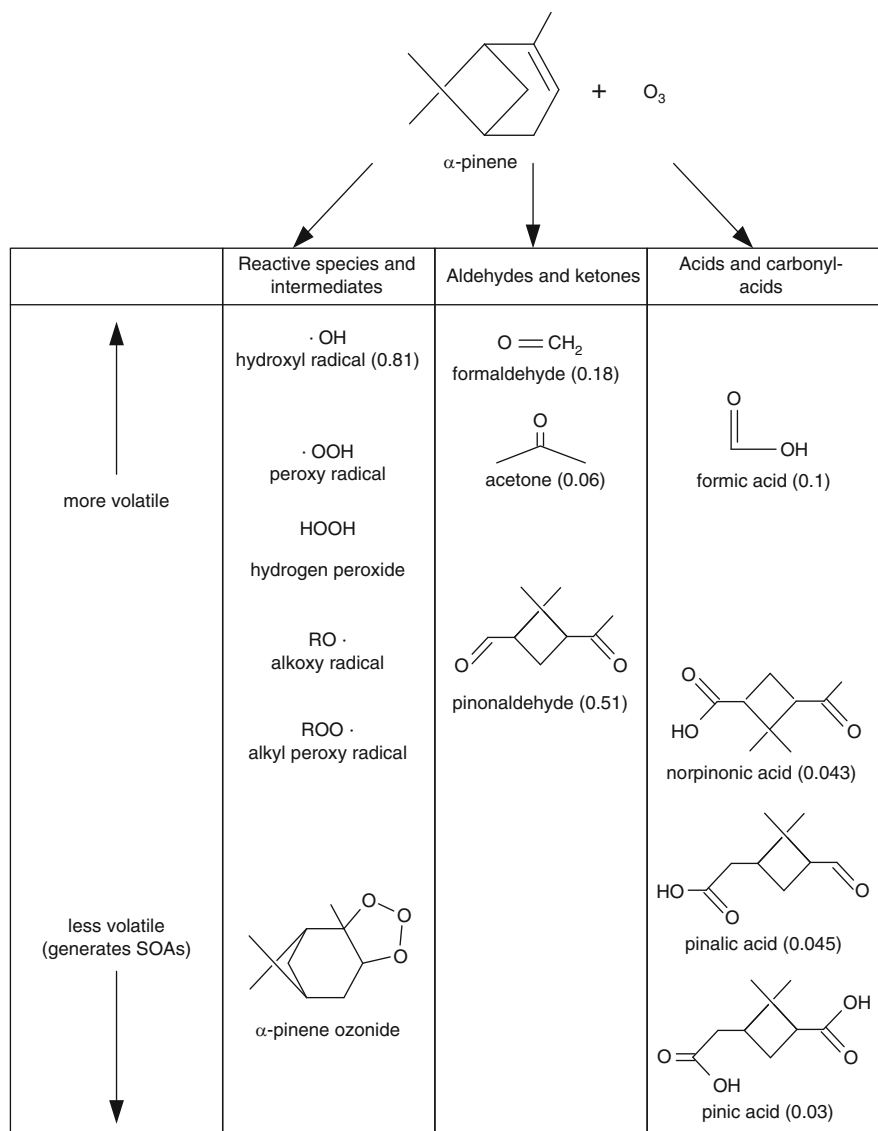 + O3
α-pinene
Reactive species and
intermediates
Aldehydes and ketones
Acids and carbonyl-
acids
more volatile
less volatile
(generates SOAs)
· OH
hydroxyl radical (0.81)
· OOH
peroxy radical
HOOH
hydrogen peroxide
RO ·
alkoxy radical
ROO ·
alkyl peroxy radical
O
O
O
α-pinene ozonide
O CH2
formaldehyde (0.18)
O
acetone (0.06)
O
O
pinonaldehyde (0.51)
O
OH
formic acid (0.1)
O
HO
O
norpinonic acid (0.043)
HO
O
O
pinalic acid (0.045)
OH
O
O
OH
pinic acid (0.03)